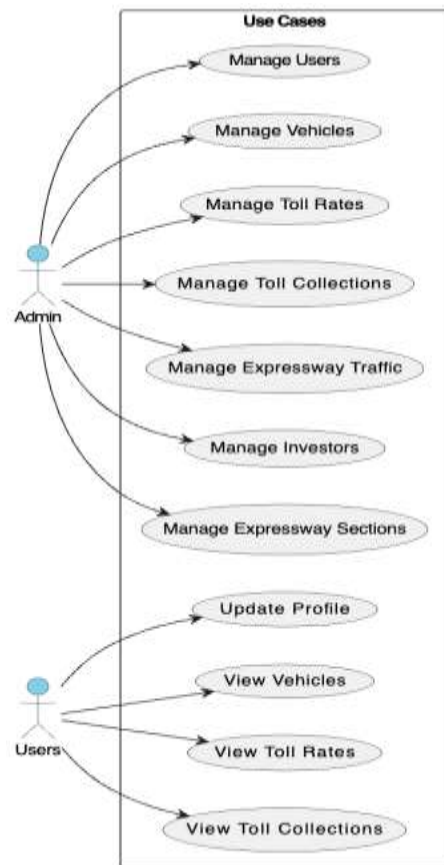 Use Cases
Manage Users
Manage Vehicles
Manage Toll Rates
Manage Toll Collections
Admin
Manage Expressway Traffic
Manage Investors
Manage Expressway Sections
Update Profile
View Vehicles
Users
View Toll Rates
View Toll Collections